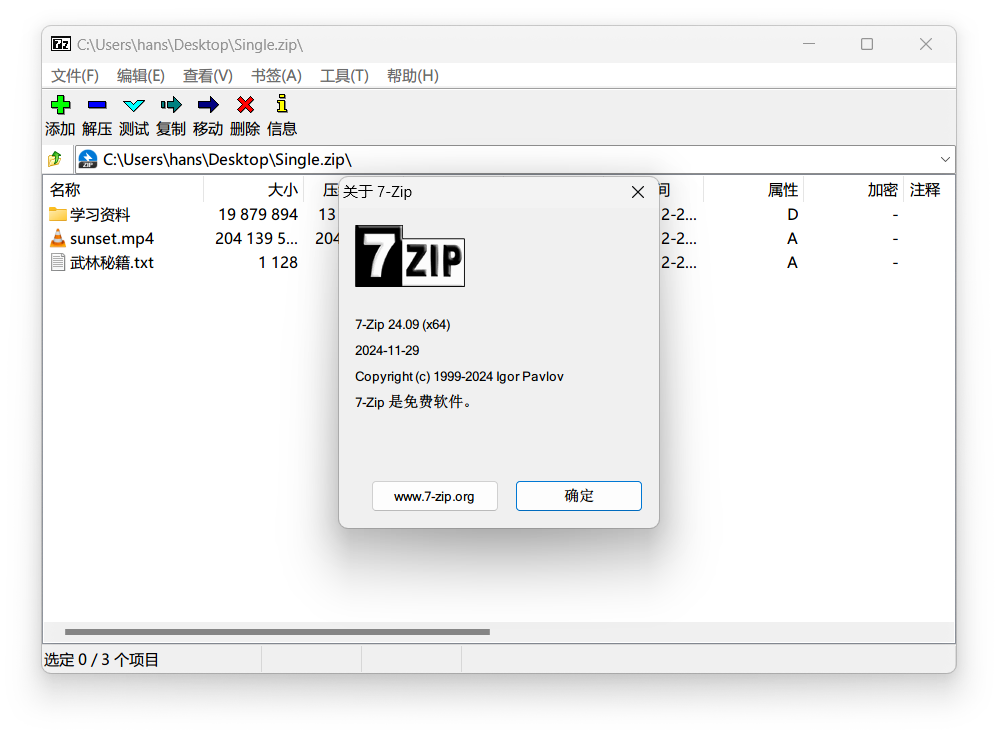 7z C:\Users\hans\Desktop\Single.zip\
文件(F) 编辑(E) 查看(V) 书签(A) 工具(T) 帮助(H)
添加 解压 测试 复制 移动 删除 信息
ZIP C:\Users\hans\Desktop\Single.zip\
名称 大小 压 间 属性 加密 注释
学习资料 19 879 894 13 2-2... D -
sunset.mp4 204 139 5... 204 2-2... A -
武林秘籍.txt 1 128 2-2... A -
关于 7-Zip
7ZIP
7-Zip 24.09 (x64)
2024-11-29
Copyright (c) 1999-2024 Igor Pavlov
7-Zip 是免费软件。
www.7-zip.org 确定
选定 0 / 3 个项目